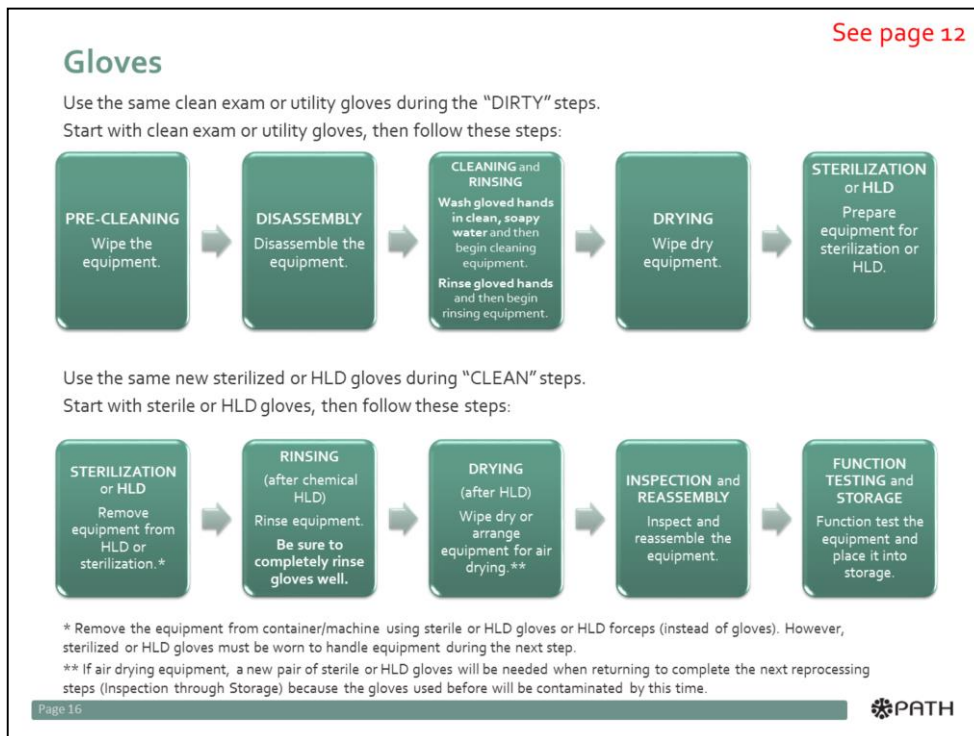 See page 12
Gloves
Use the same clean exam or utility gloves during the “DIRTY” steps.
Start with clean exam or utility gloves, then follow these steps:
PRE-CLEANING
Wipe the
equipment.
DISASSEMBLY
Disassemble the
equipment.
CLEANING and
RINSING
Wash gloved hands
in clean, soapy
water and then
begin cleaning
equipment.
Rinse gloved hands
and then begin
rinsing equipment.
DRYING
Wipe dry
equipment.
STERILIZATION
or HLD
Prepare
equipment for
sterilization or
HLD.
Use the same new sterilized or HLD gloves during “CLEAN” steps.
Start with sterile or HLD gloves, then follow these steps:
STERILIZATION
or HLD
Remove
equipment from
HLD or
sterilization.*
RINSING
(after chemical
HLD)
Rinse equipment.
Be sure to
completely rinse
gloves well.
DRYING
(after HLD)
Wipe dry or
arrange
equipment for air
drying.**
INSPECTION and
REASSEMBLY
Inspect and
reassemble the
equipment.
FUNCTION
TESTING and
STORAGE
Function test the
equipment and
place it into
storage.
* Remove the equipment from container/machine using sterile or HLD gloves or HLD forceps (instead of gloves). However,
sterilized or HLD gloves must be worn to handle equipment during the next step.
** If air drying equipment, a new pair of sterile or HLD gloves will be needed when returning to complete the next reprocessing
steps (Inspection through Storage) because the gloves used before will be contaminated by this time.
Page 16
PATH